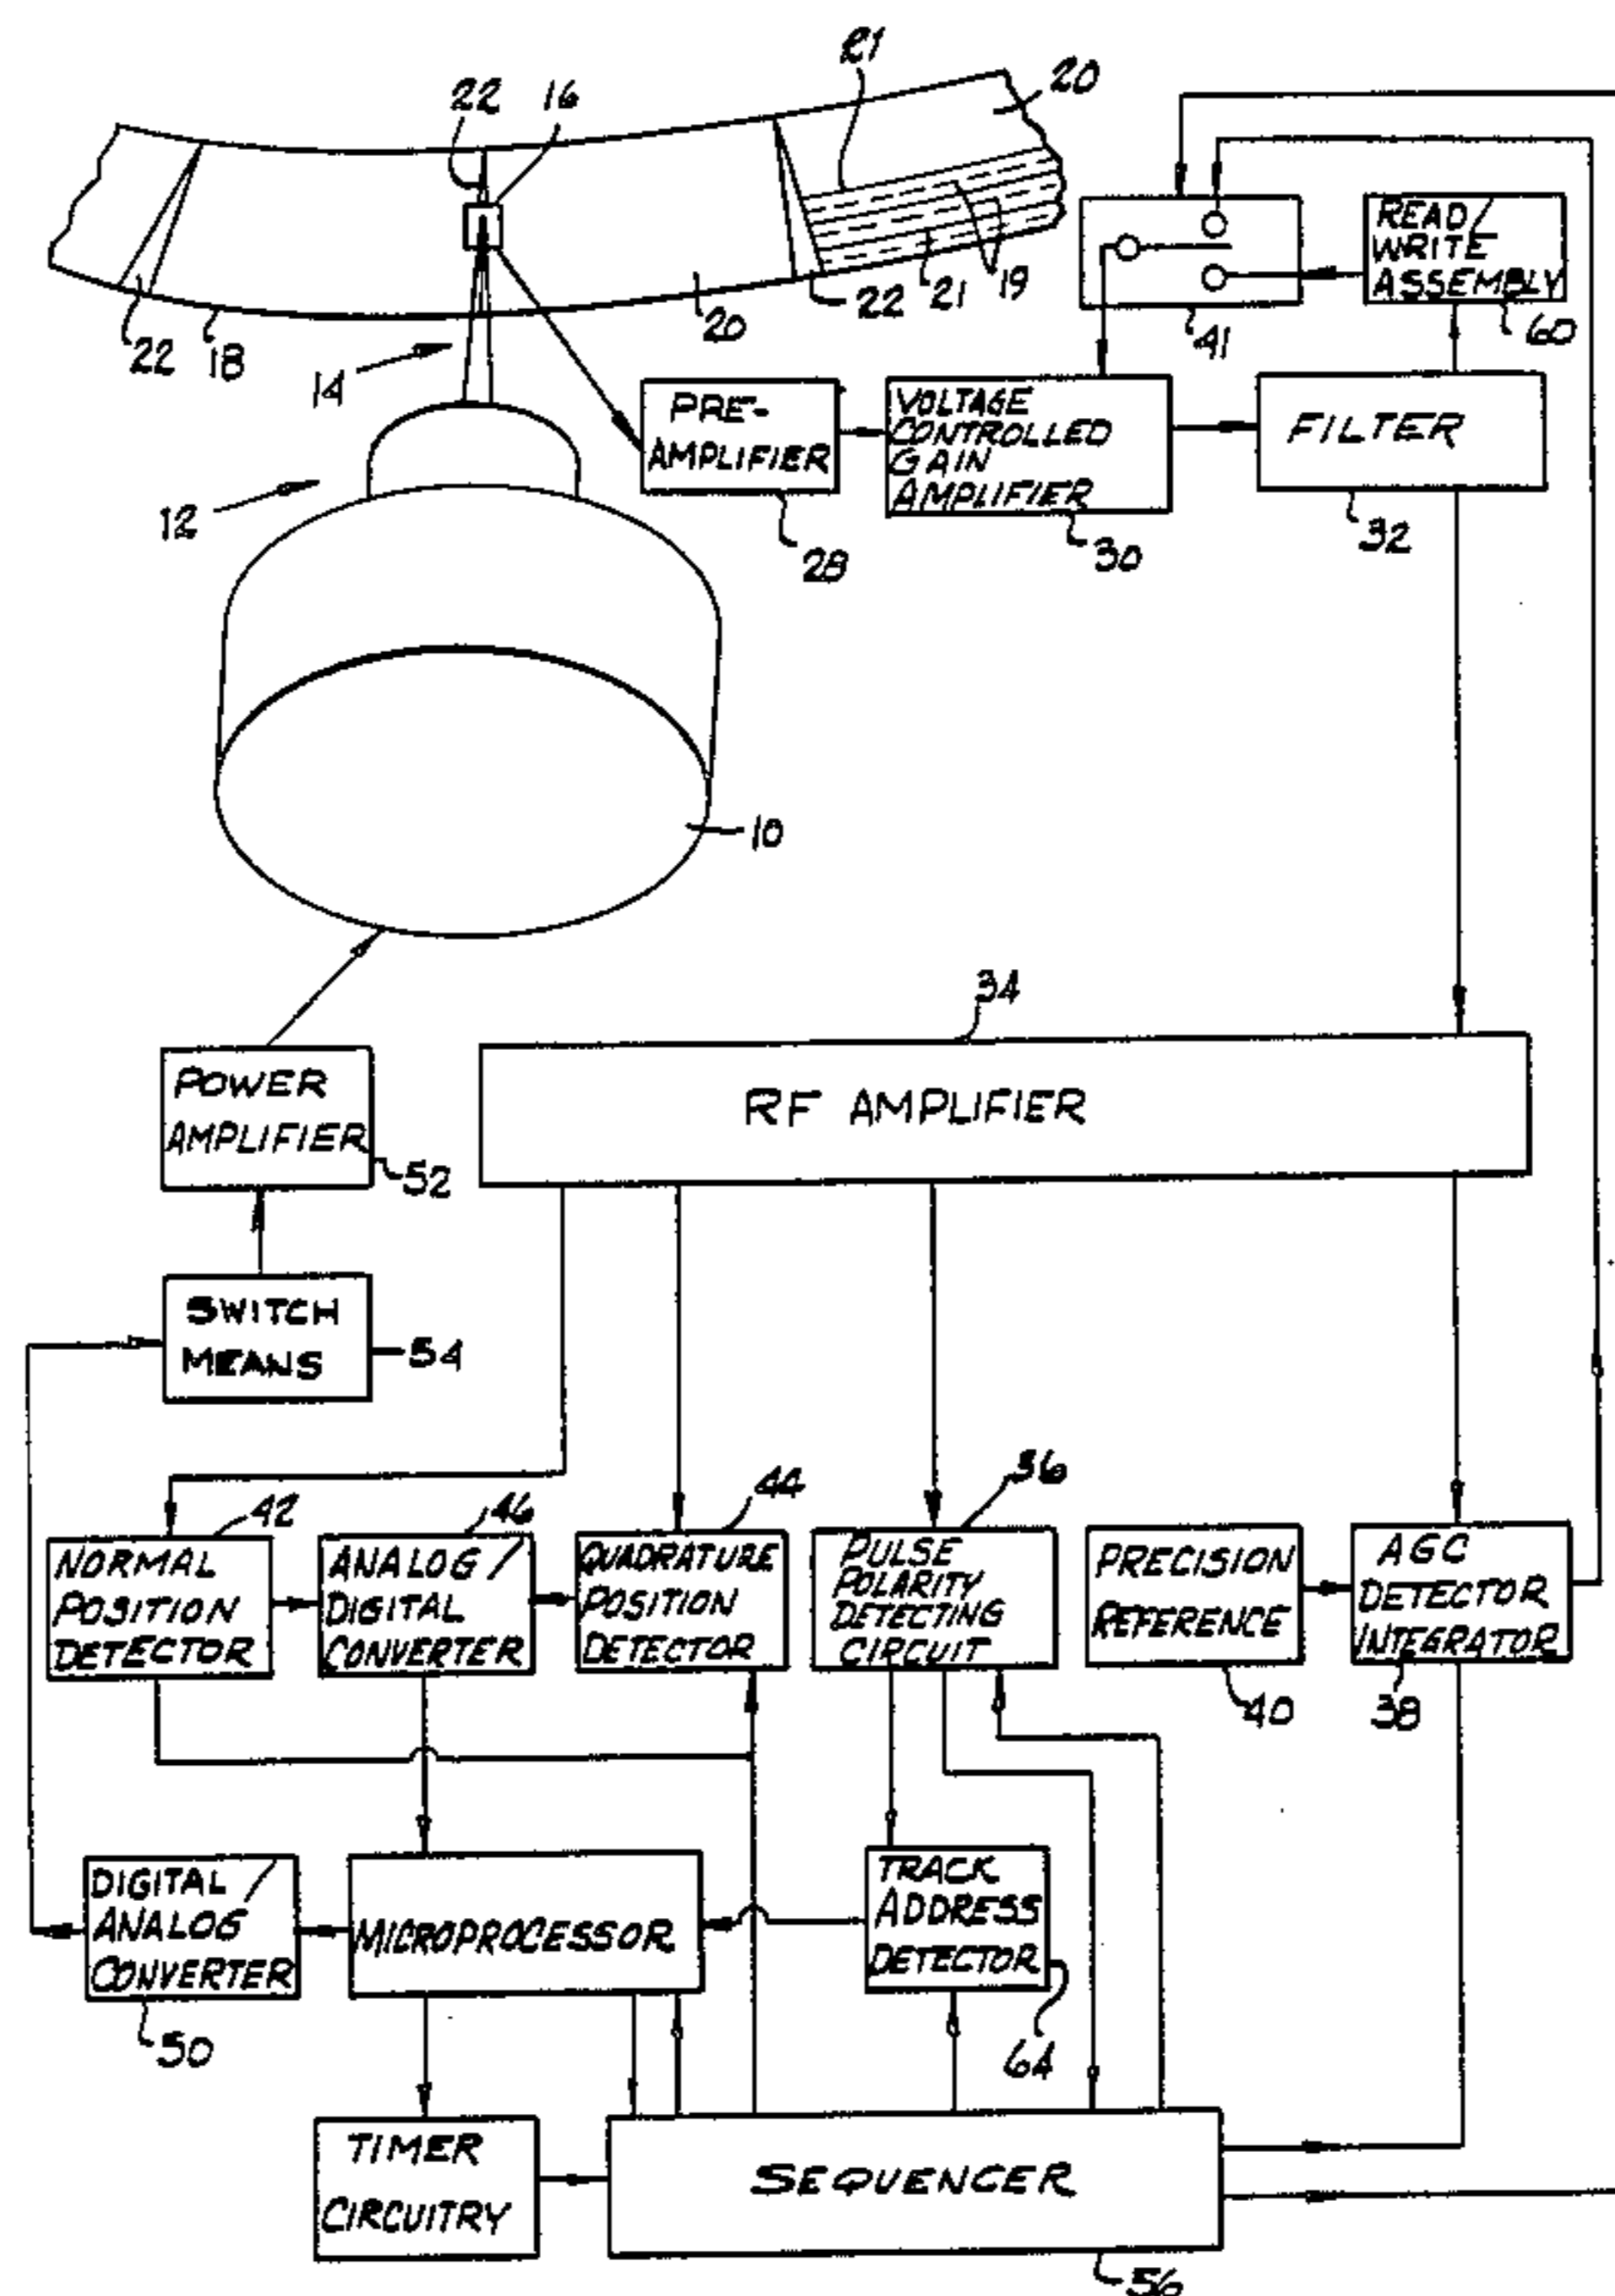 21
20
22
16
22
18
14
20
22
21
19
41
READ/
WRITE
ASSEMBLY
60
12
PRE-
AMPLIFIER
28
VOLTAGE
CONTROLLED
GAIN
AMPLIFIER
30
FILTER
32
10
34
RF AMPLIFIER
POWER
AMPLIFIER
52
SWITCH
MEANS
54
42
NORMAL
POSITION
DETECTOR
46
ANALOG/
DIGITAL
CONVERTER
44
QUADRATURE
POSITION
DETECTOR
36
PULSE
POLARITY
DETECTING
CIRCUIT
PRECISION
REFERENCE
40
AGC
DETECTOR
INTEGRATOR
38
DIGITAL/
ANALOG
CONVERTER
50
MICROPROCESSOR
TRACK
ADDRESS
DETECTOR
64
TIMER
CIRCUITRY
SEQUENCER
56